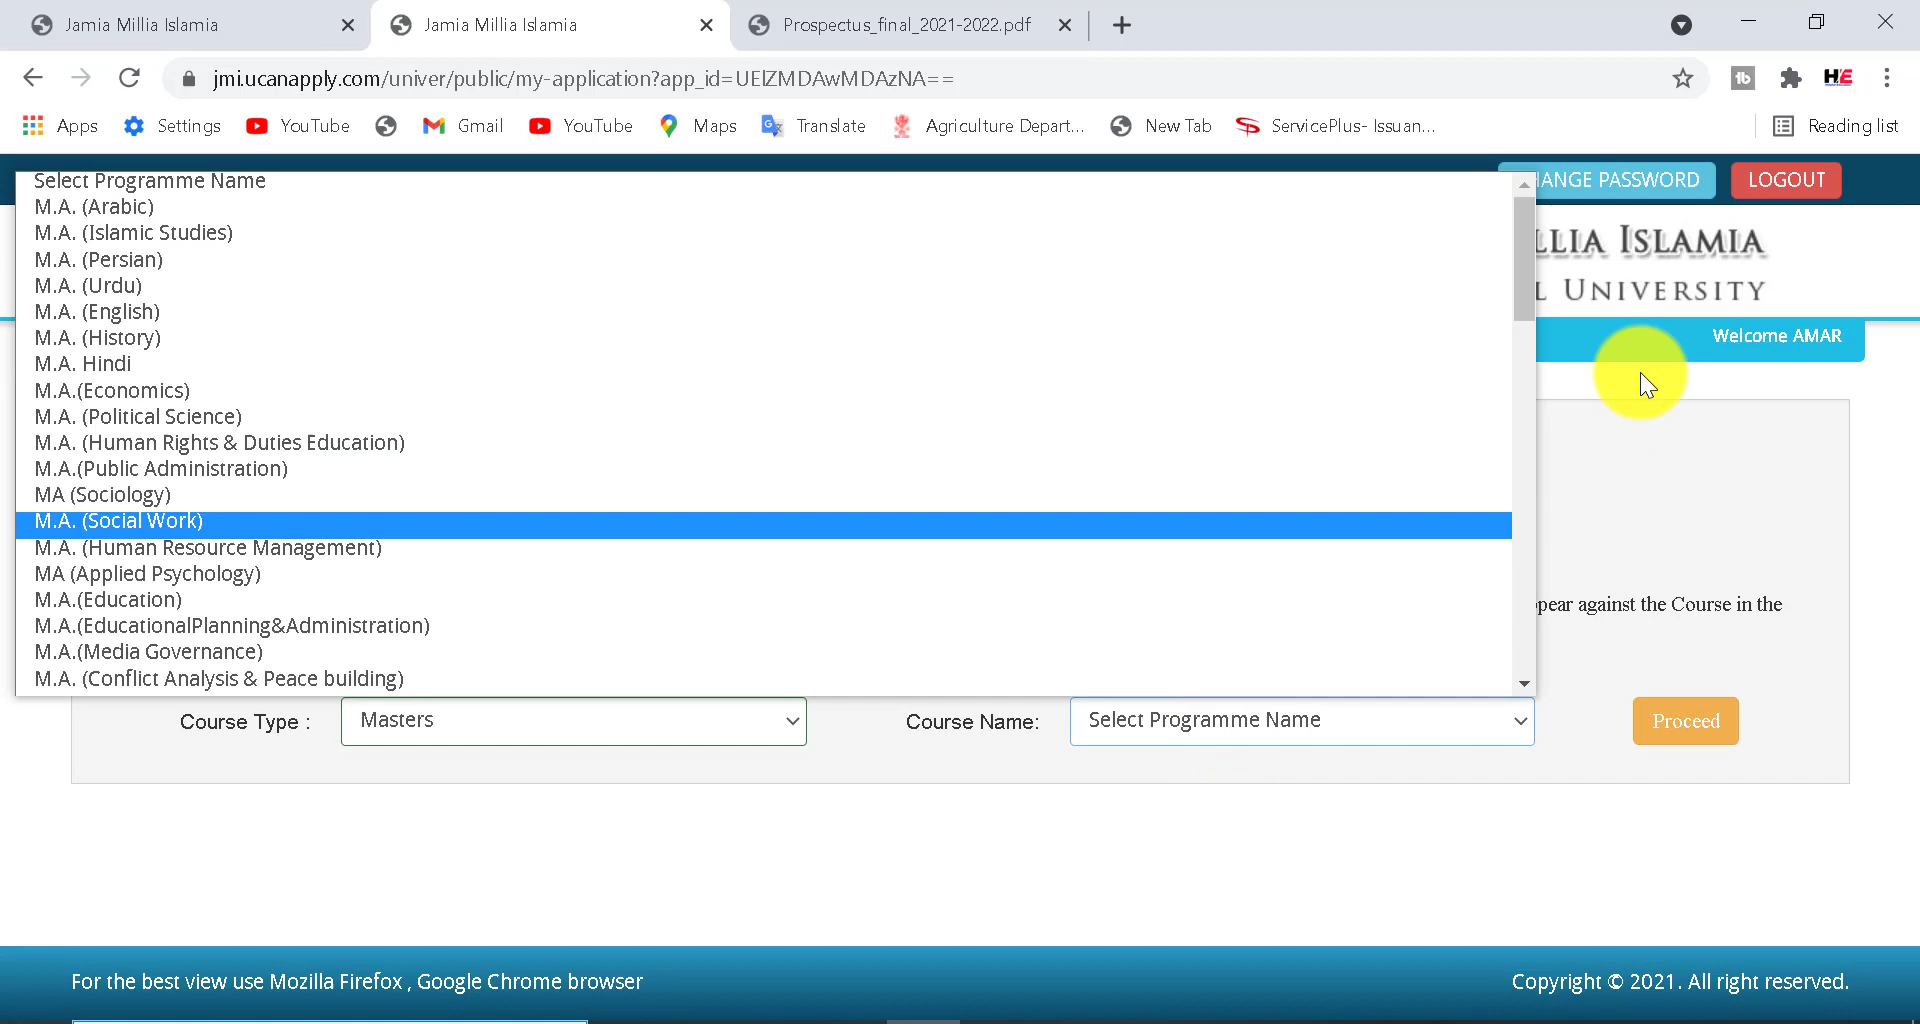 Jamia Millia Islamia
Jamia Millia Islamia
Prospectus_final_2021-2022.pdf
jmi.ucanapply.com/univer/public/my-application?app_id=UElZMDAwMDAzNA==
Apps
Settings
YouTube
Gmail
YouTube
Maps
Translate
Agriculture Depart...
New Tab
ServicePlus- Issuan...
Reading list
ANGE PASSWORD
LOGOUT
Select Programme Name
M.A. (Arabic)
M.A. (Islamic Studies)
M.A. (Persian)
M.A. (Urdu)
M.A. (English)
M.A. (History)
M.A. Hindi
M.A.(Economics)
M.A. (Political Science)
M.A. (Human Rights & Duties Education)
M.A.(Public Administration)
MA (Sociology)
M.A. (Social Work)
M.A. (Human Resource Management)
MA (Applied Psychology)
M.A.(Education)
M.A.(EducationalPlanning&Administration)
M.A.(Media Governance)
M.A. (Conflict Analysis & Peace building)
LLIA ISLAMIA
L UNIVERSITY
Welcome AMAR
pear against the Course in the
Course Type :
Masters
Course Name:
Select Programme Name
Proceed
For the best view use Mozilla Firefox , Google Chrome browser
Copyright © 2021. All right reserved.